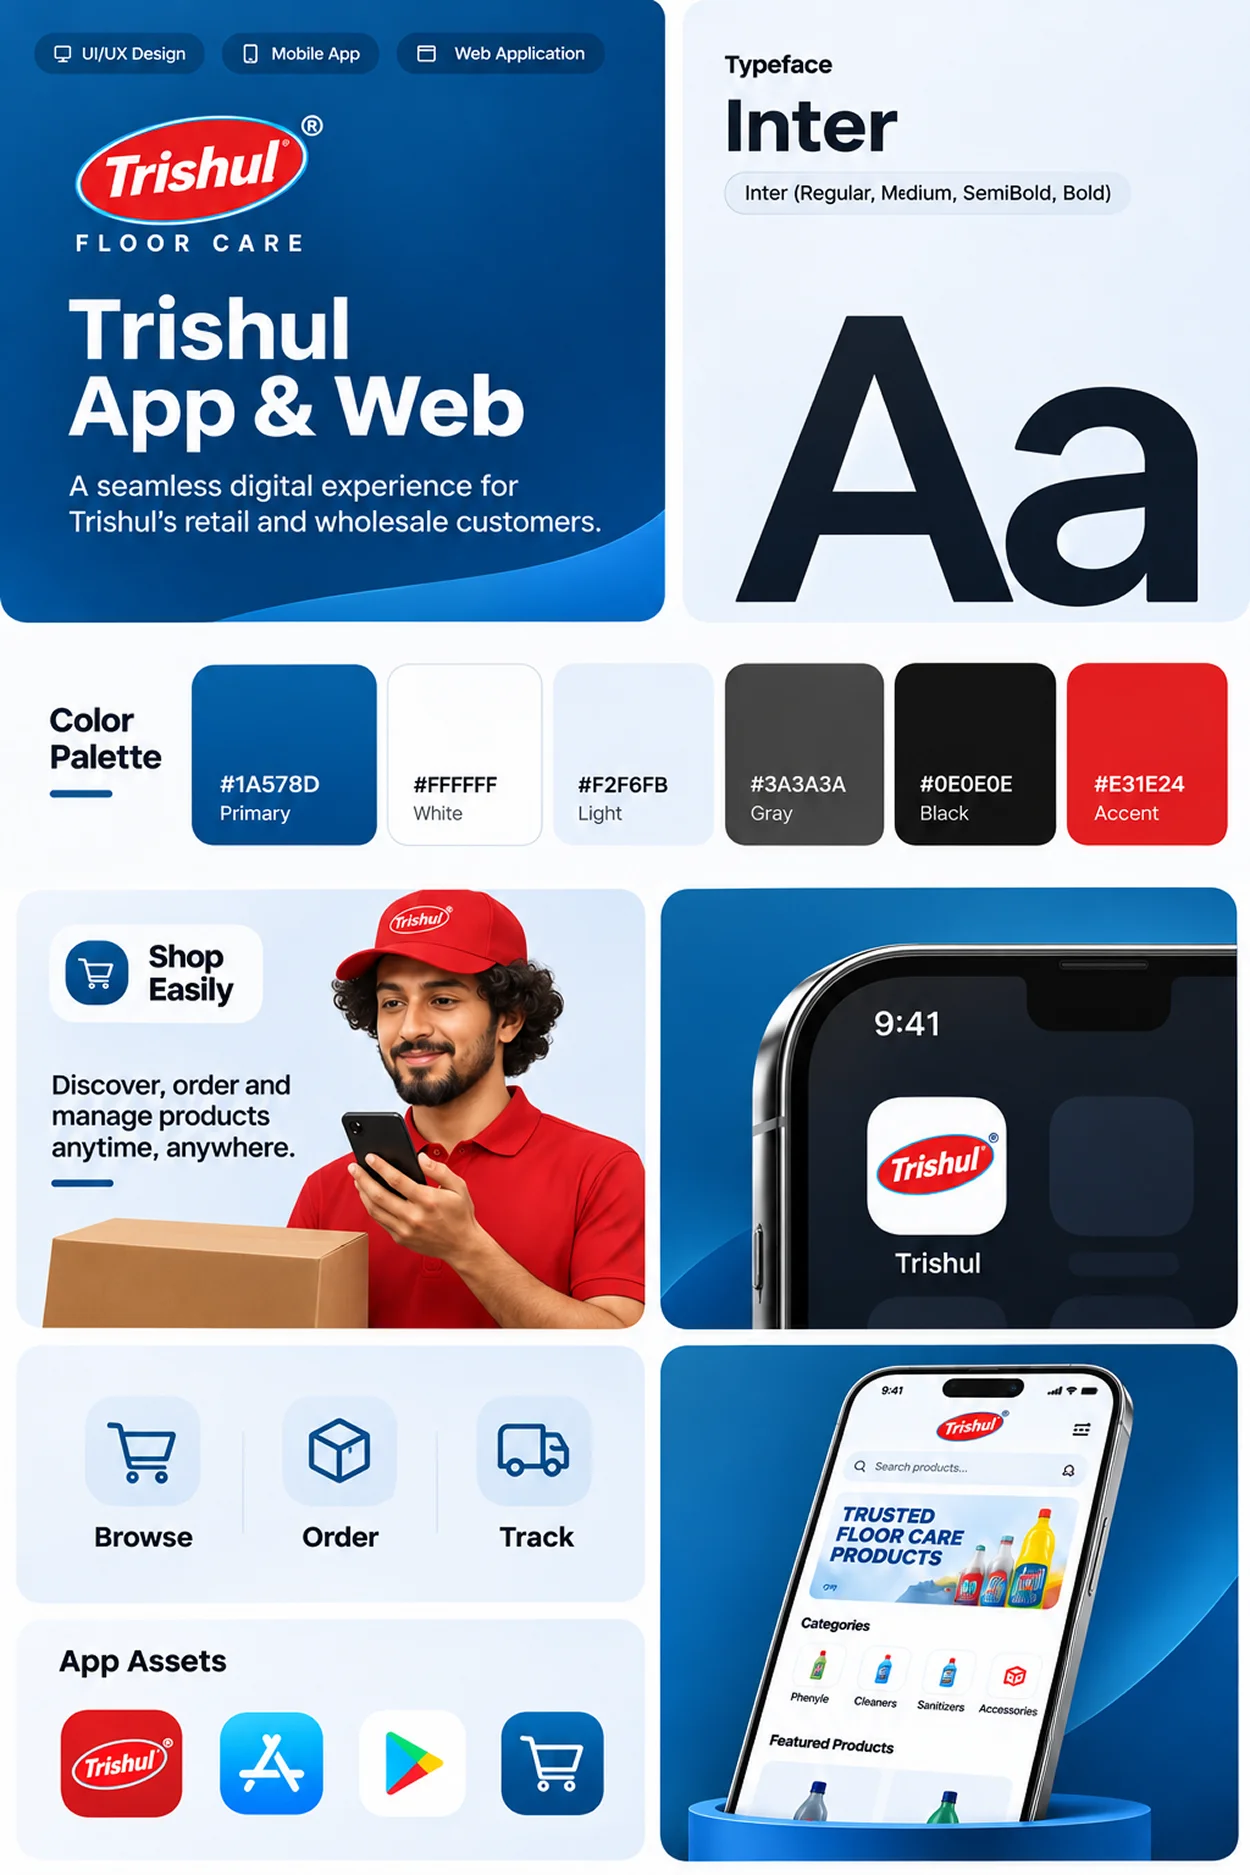 UI/UX Design
Mobile App
Web Application
Trishul®
®
FLOOR CARE
Trishul
App & Web
A seamless digital experience for
Trishul's retail and wholesale customers.
Typeface
Inter
Inter (Regular, Medium, SemiBold, Bold)
Aa
Color
Palette
#1A578D
Primary
#FFFFFF
White
#F2F6FB
Light
#3A3A3A
Gray
#0E0E0E
Black
#E31E24
Accent
Shop
Easily
Discover, order and
manage products
anytime, anywhere.
Trishul®
9:41
Trishul®
Trishul
Browse
Order
Track
App Assets
Trishul®
9:41
Trishul®
Search products...
TRUSTED
FLOOR CARE
PRODUCTS
Categories
Phenyle
Cleaners
Sanitizers
Accessories
Featured Products